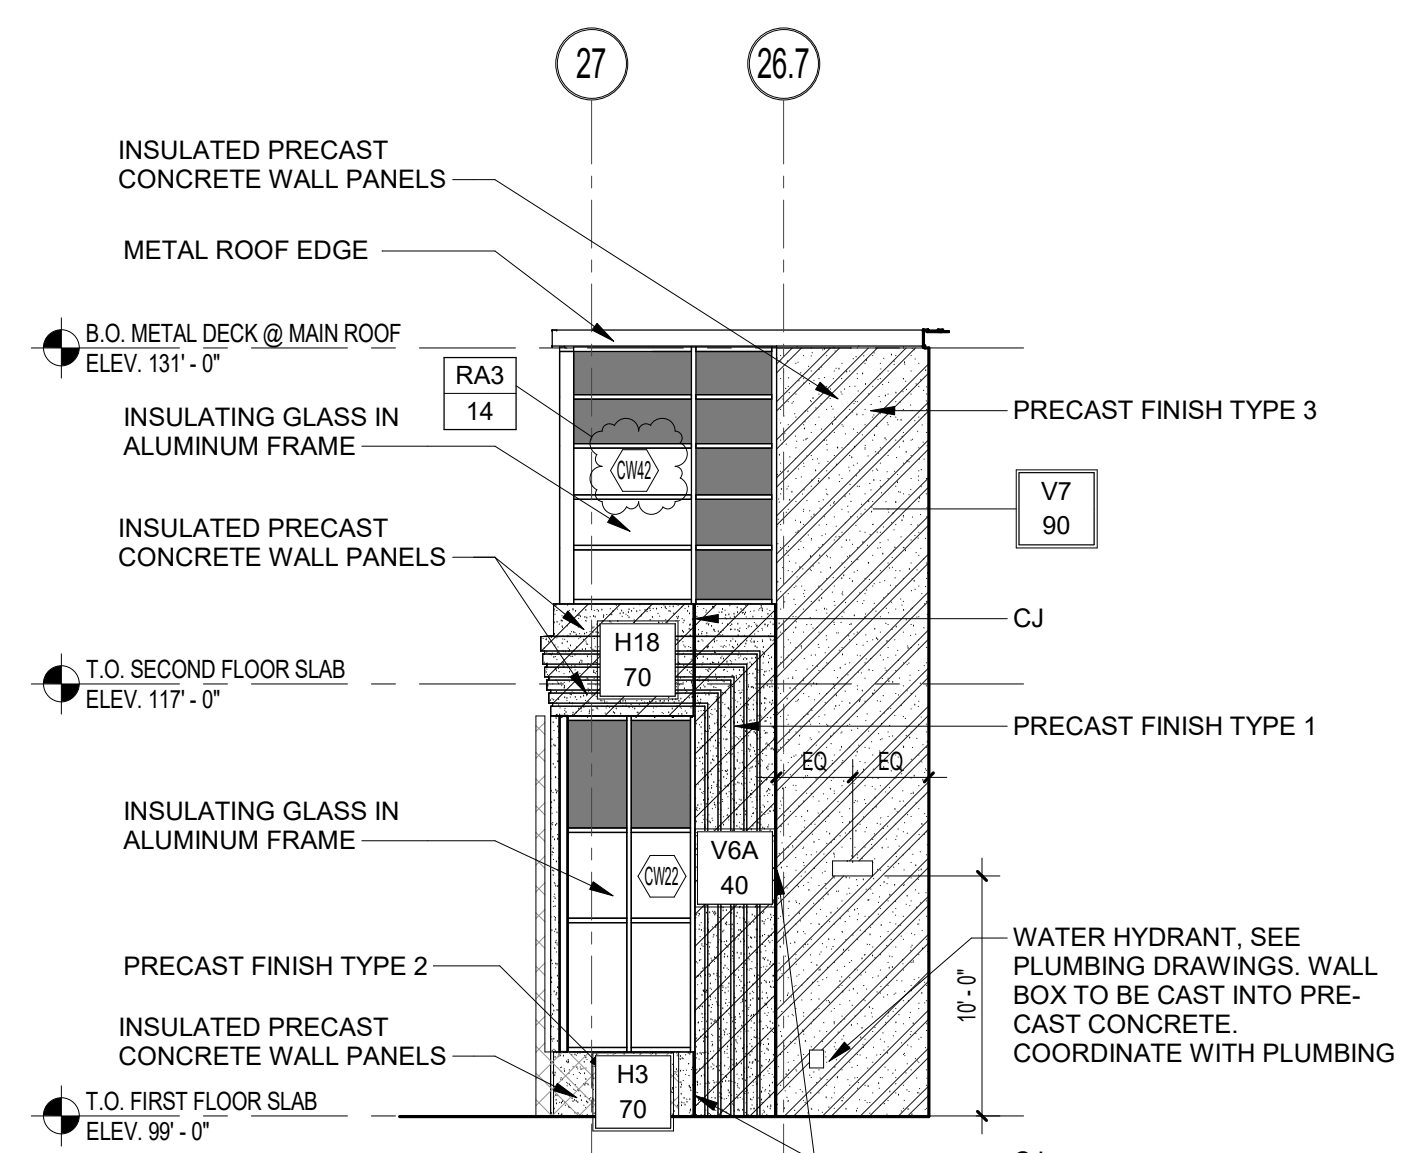 27
26.7
INSULATED PRECAST
CONCRETE WALL PANELS
METAL ROOF EDGE
B.O. METAL DECK @ MAIN ROOF
ELEV. 131' - 0"
RA3
14
INSULATING GLASS IN
ALUMINUM FRAME
CW42
PRECAST FINISH TYPE 3
V7
90
INSULATED PRECAST
CONCRETE WALL PANELS
CJ
H18
70
T.O. SECOND FLOOR SLAB
ELEV. 117' - 0"
PRECAST FINISH TYPE 1
EQ
EQ
INSULATING GLASS IN
ALUMINUM FRAME
CW22
V6A
40
PRECAST FINISH TYPE 2
WATER HYDRANT, SEE
PLUMBING DRAWINGS. WALL
BOX TO BE CAST INTO PRE-
CAST CONCRETE.
COORDINATE WITH PLUMBING
10' - 0"
INSULATED PRECAST
CONCRETE WALL PANELS
H3
70
T.O. FIRST FLOOR SLAB
ELEV. 99' - 0"